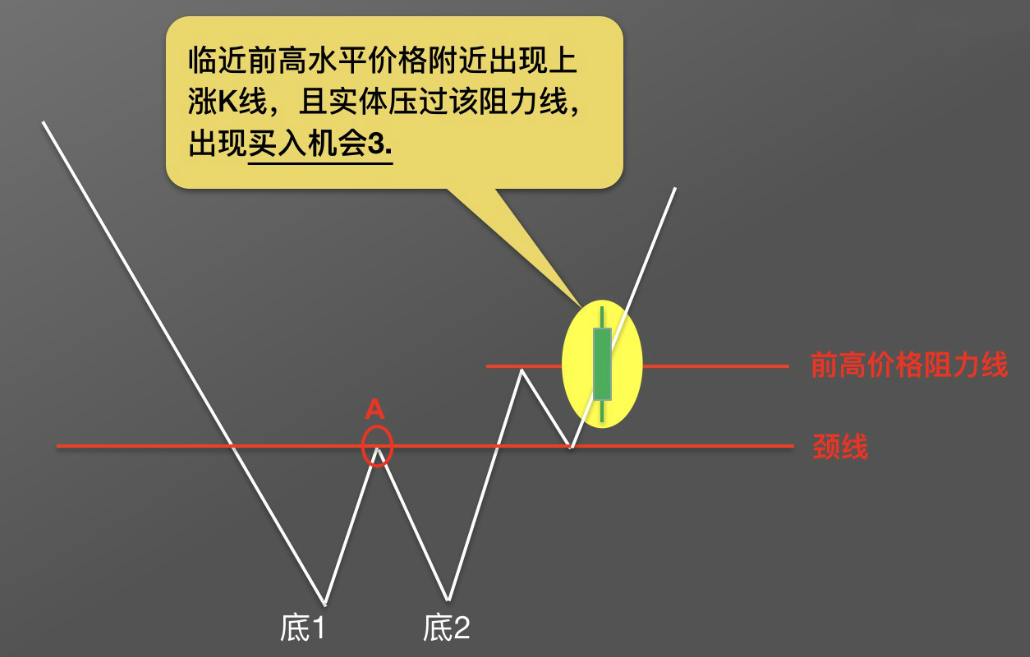 临近前高水平价格附近出现上
涨K线，且实体压过该阻力线，
出现买入机会3.
前高价格阻力线
A
颈线
底1
底2